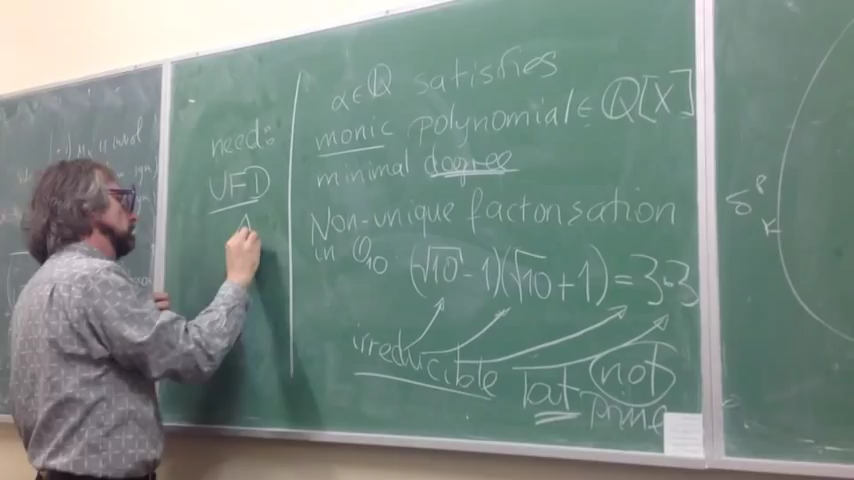 need:
UFD
α ∈ Q satisfies
monic polynomial ∈ Q[X]
minimal degree
Non-unique factorisation
in O₁₀ (√10 - 1)(√10 + 1) = 3·3
irreducible but not
prime